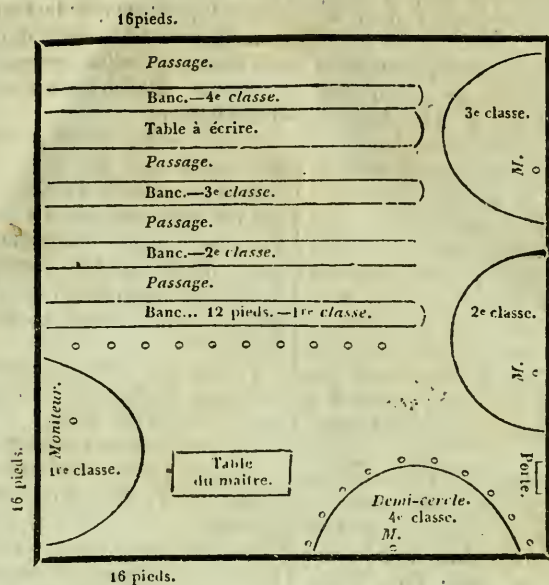 16 pieds.
Passage.
Banc.—4e classe.
Table à écrire.
Passage.
Banc.—3e classe.
Passage.
Banc.—2e classe.
Passage.
Banc... 12 pieds.—1re classe.
3e classe.
M.
2e classe.
M.
Moniteur.
1re classe.
16 pieds.
Table
du maître.
Porte.
Demi-cercle.
4e classe.
M.
16 pieds.